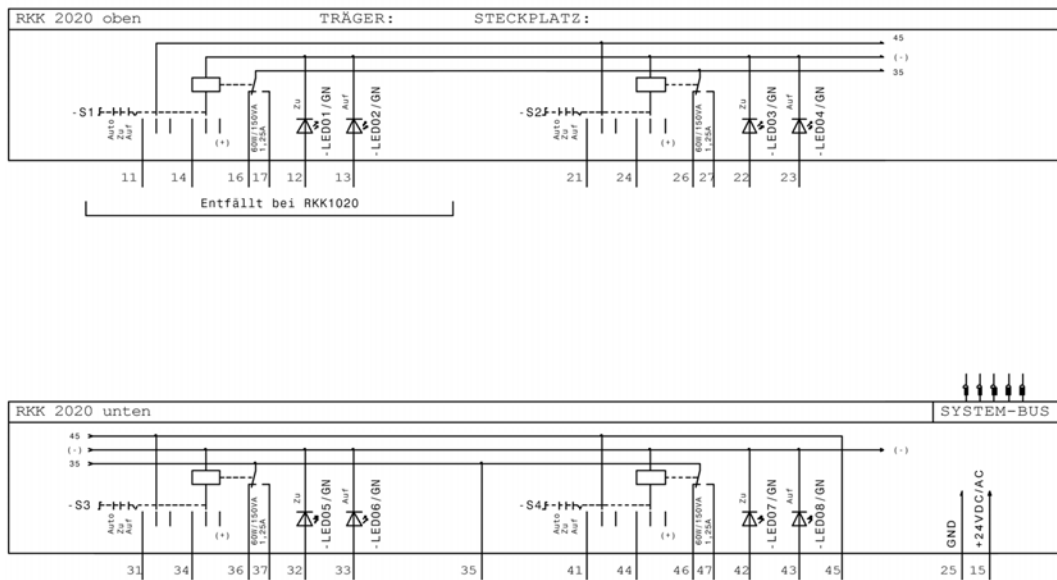 RKK 2020 oben TRÄGER: STECKPLATZ:
45
(-)
35
-S1
Auto
Zu
Auf
(+)
60W/150VA
1,25A
Zu
-LED01/GN
Auf
-LED02/GN
-S2
Auto
Zu
Auf
(+)
60W/150VA
1,25A
Zu
-LED03/GN
Auf
-LED04/GN
11 14 16 17 12 13 21 24 26 27 22 23
Entfällt bei RKK1020
RKK 2020 unten SYSTEM-BUS
45
(-) (-)
35
-S3
Auto
Zu
Auf
(+)
60W/150VA
1,25A
Zu
-LED05/GN
Auf
-LED06/GN
-S4
Auto
Zu
Auf
(+)
60W/150VA
1,25A
Zu
-LED07/GN
Auf
-LED08/GN
GND
+24VDC/AC
31 34 36 37 32 33 35 41 44 46 47 42 43 45 25 15